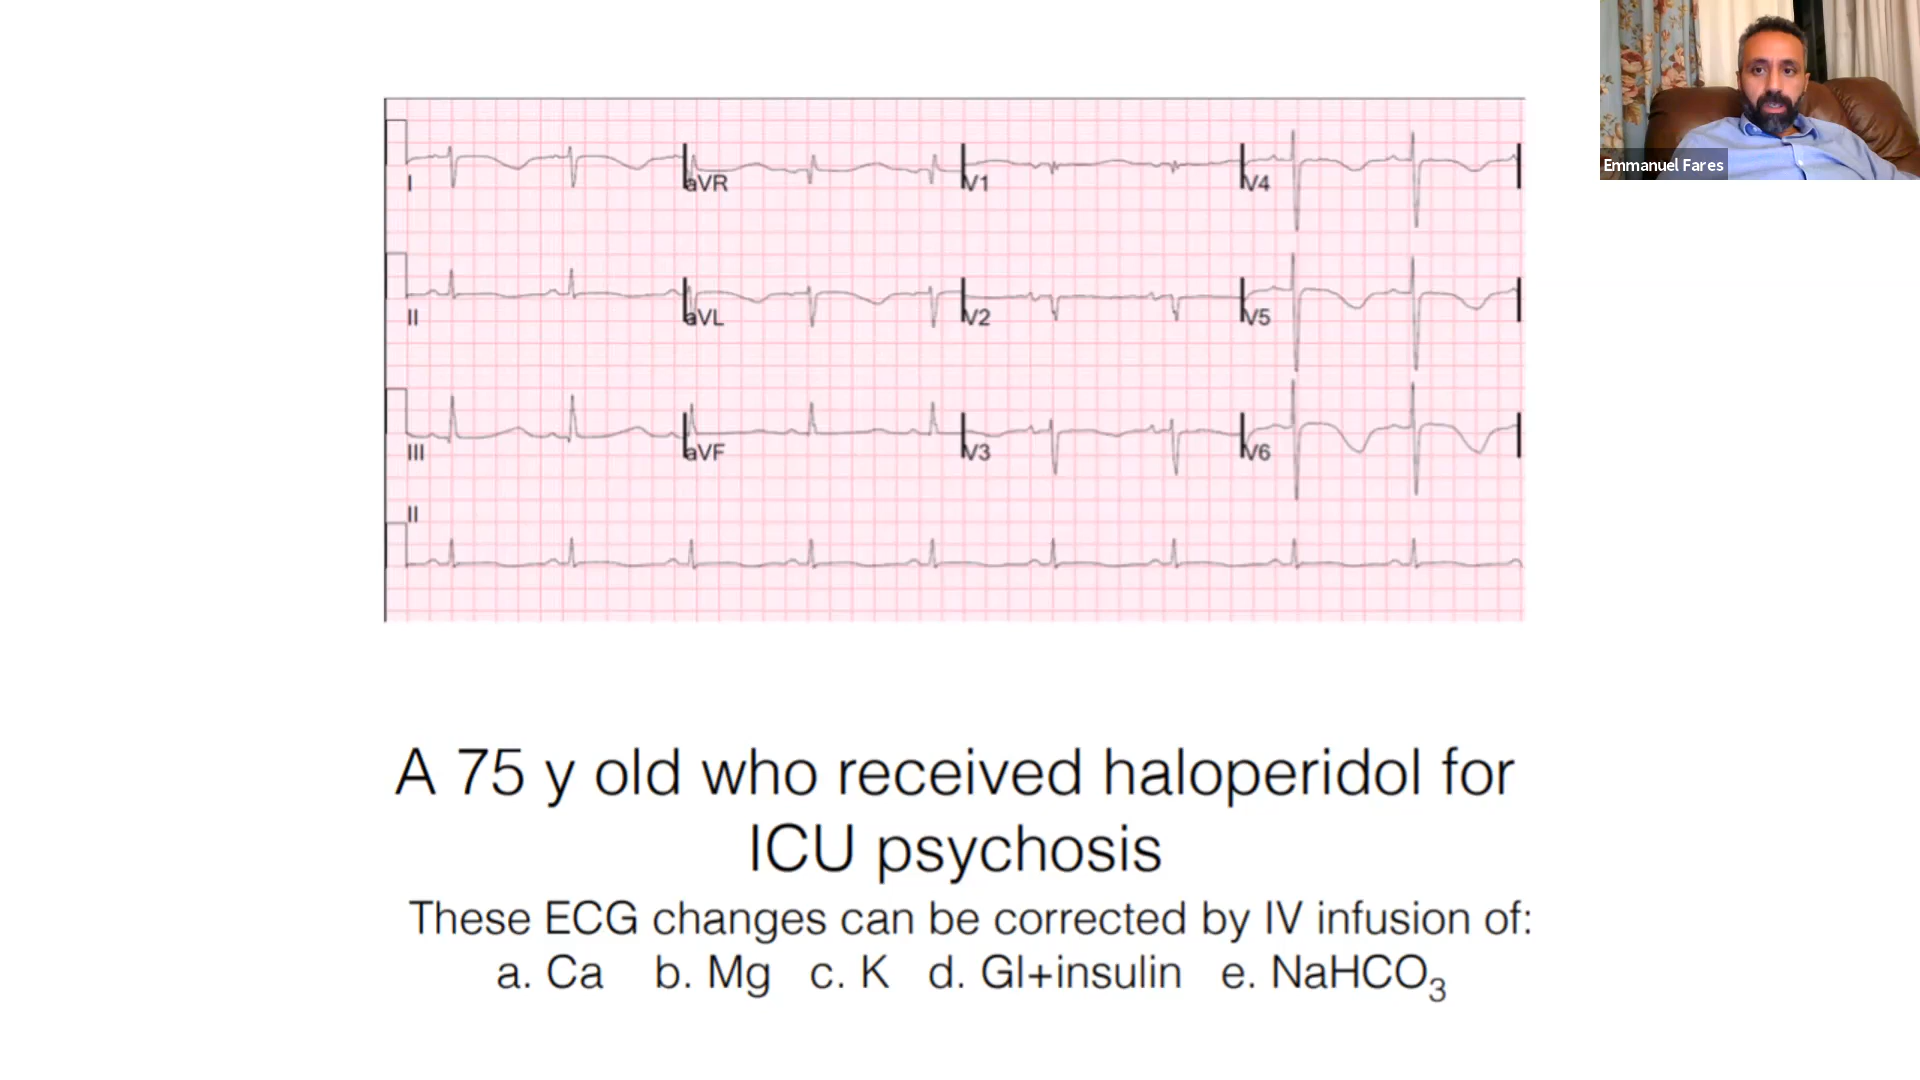 I aVR V1 V4
II aVL V2 V5
III aVF V3 V6
II
Emmanuel Fares
A 75 y old who received haloperidol for
ICU psychosis
These ECG changes can be corrected by IV infusion of:
a. Ca b. Mg c. K d. Gl+insulin e. NaHCO₃